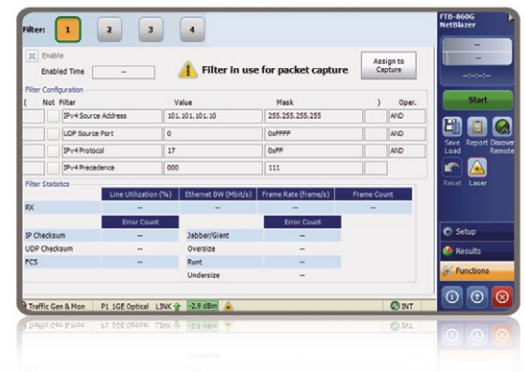 FTB-860G
NetBlazer
Filter: 1 2 3 4
Enable
Enabled Time --
Filter in use for packet capture
Assign to Capture
Filter Configuration
( Not Filter Value Mask ) Oper.
IPv4 Source Address 101.101.101.10 255.255.255.255 AND
UDP Source Port 0 0xFFFF AND
IPv4 Protocol 17 0xFF AND
IPv4 Precedence 000 111
Filter Statistics
Line Utilization (%) Ethernet BW (Mbit/s) Frame Rate (frame/s) Frame Count
RX -- -- -- --
Error Count Error Count
IP Checksum -- Jabber/Giant --
UDP Checksum -- Oversize --
FCS -- Runt --
Undersize --
Traffic Gen & Mon P1 1GE Optical LINK -2.9 dBm INT
--
--
--:--:--
Start
Save Load
Report
Discover Remote
Reset
Laser
Setup
Results
Functions